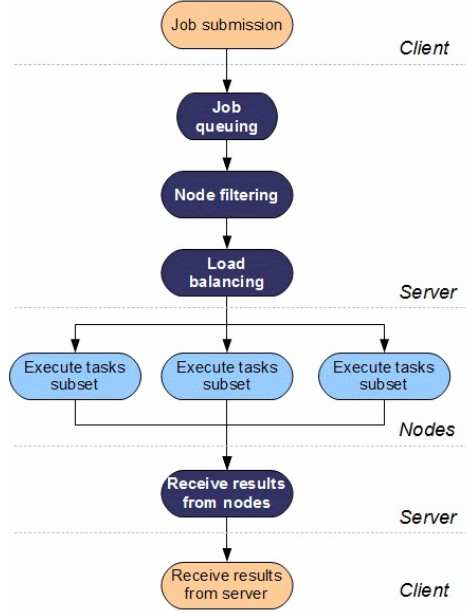 Job submission
Client
Job
queuing
Node filtering
Load
balancing
Server
Execute tasks
subset
Execute tasks
subset
Execute tasks
subset
Nodes
Receive results
from nodes
Server
Receive results
from server
Client